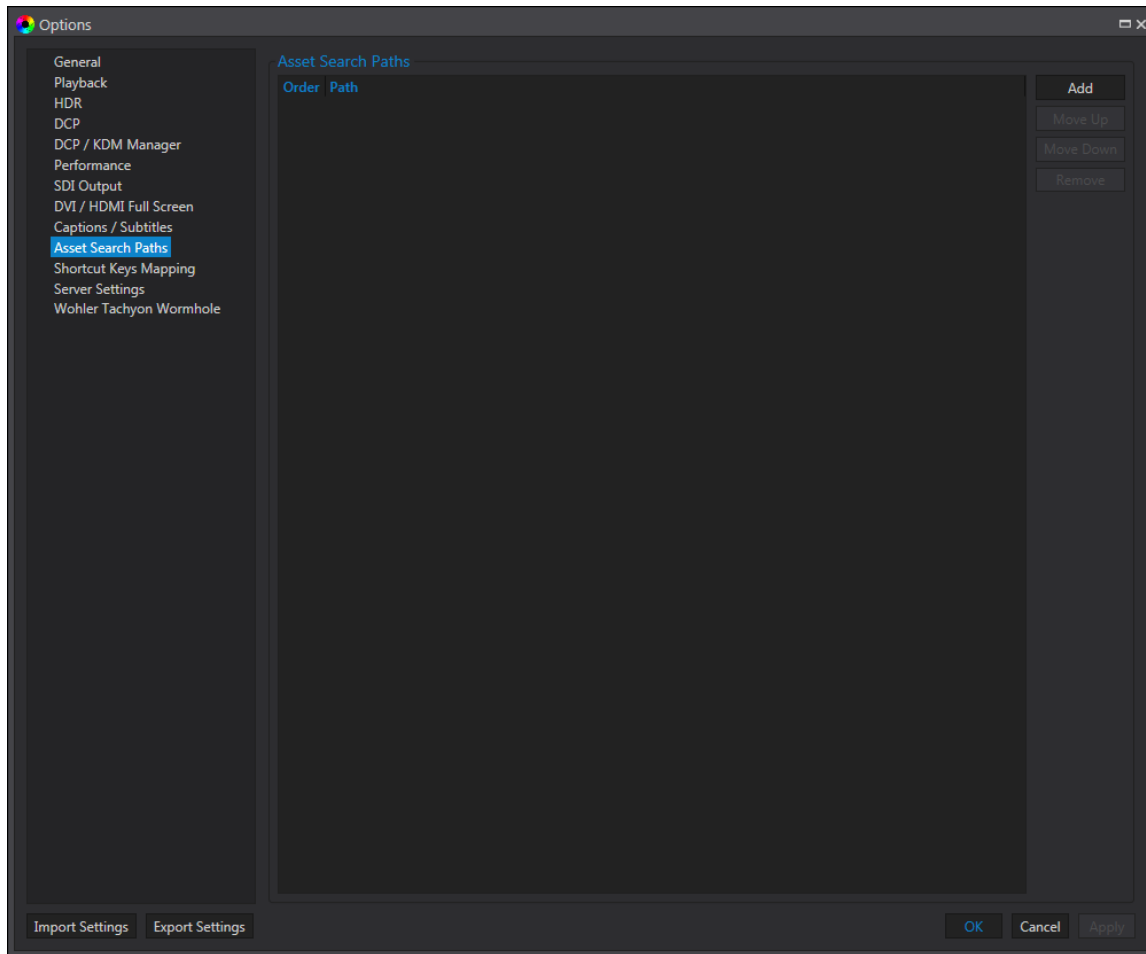 Options
General
Playback
HDR
DCP
DCP / KDM Manager
Performance
SDI Output
DVI / HDMI Full Screen
Captions / Subtitles
Asset Search Paths
Shortcut Keys Mapping
Server Settings
Wohler Tachyon Wormhole
Asset Search Paths
Order Path
Add
Move Up
Move Down
Remove
Import Settings Export Settings
OK Cancel Apply